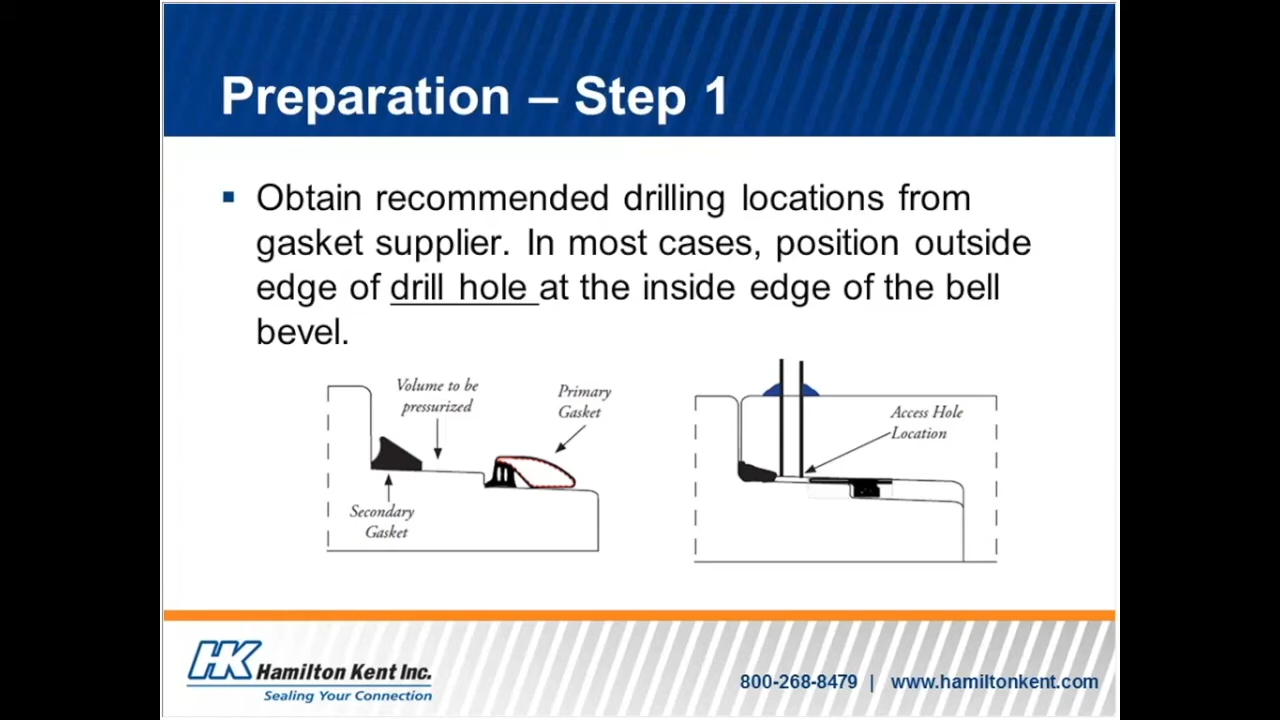 Preparation – Step 1
▪ Obtain recommended drilling locations from
gasket supplier. In most cases, position outside
edge of drill hole at the inside edge of the bell
bevel.
Volume to be
pressurized
Primary
Gasket
Secondary
Gasket
Access Hole
Location
HK Hamilton Kent Inc.
Sealing Your Connection
800-268-8479 | www.hamiltonkent.com